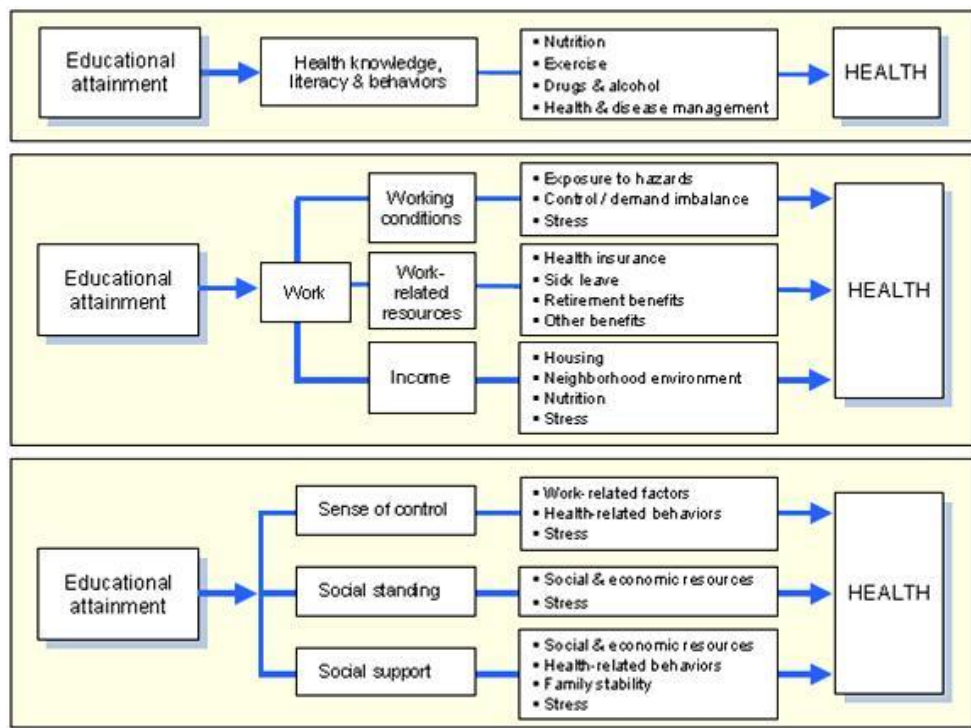 Educational
attainment
Health knowledge,
literacy & behaviors
▪ Nutrition
▪ Exercise
▪ Drugs & alcohol
▪ Health & disease management
HEALTH
Educational
attainment
Work
Working
conditions
▪ Exposure to hazards
▪ Control / demand imbalance
▪ Stress
Work-
related
resources
▪ Health insurance
▪ Sick leave
▪ Retirement benefits
▪ Other benefits
Income
▪ Housing
▪ Neighborhood environment
▪ Nutrition
▪ Stress
HEALTH
Educational
attainment
Sense of control
▪ Work-related factors
▪ Health-related behaviors
▪ Stress
Social standing
▪ Social & economic resources
▪ Stress
Social support
▪ Social & economic resources
▪ Health-related behaviors
▪ Family stability
▪ Stress
HEALTH